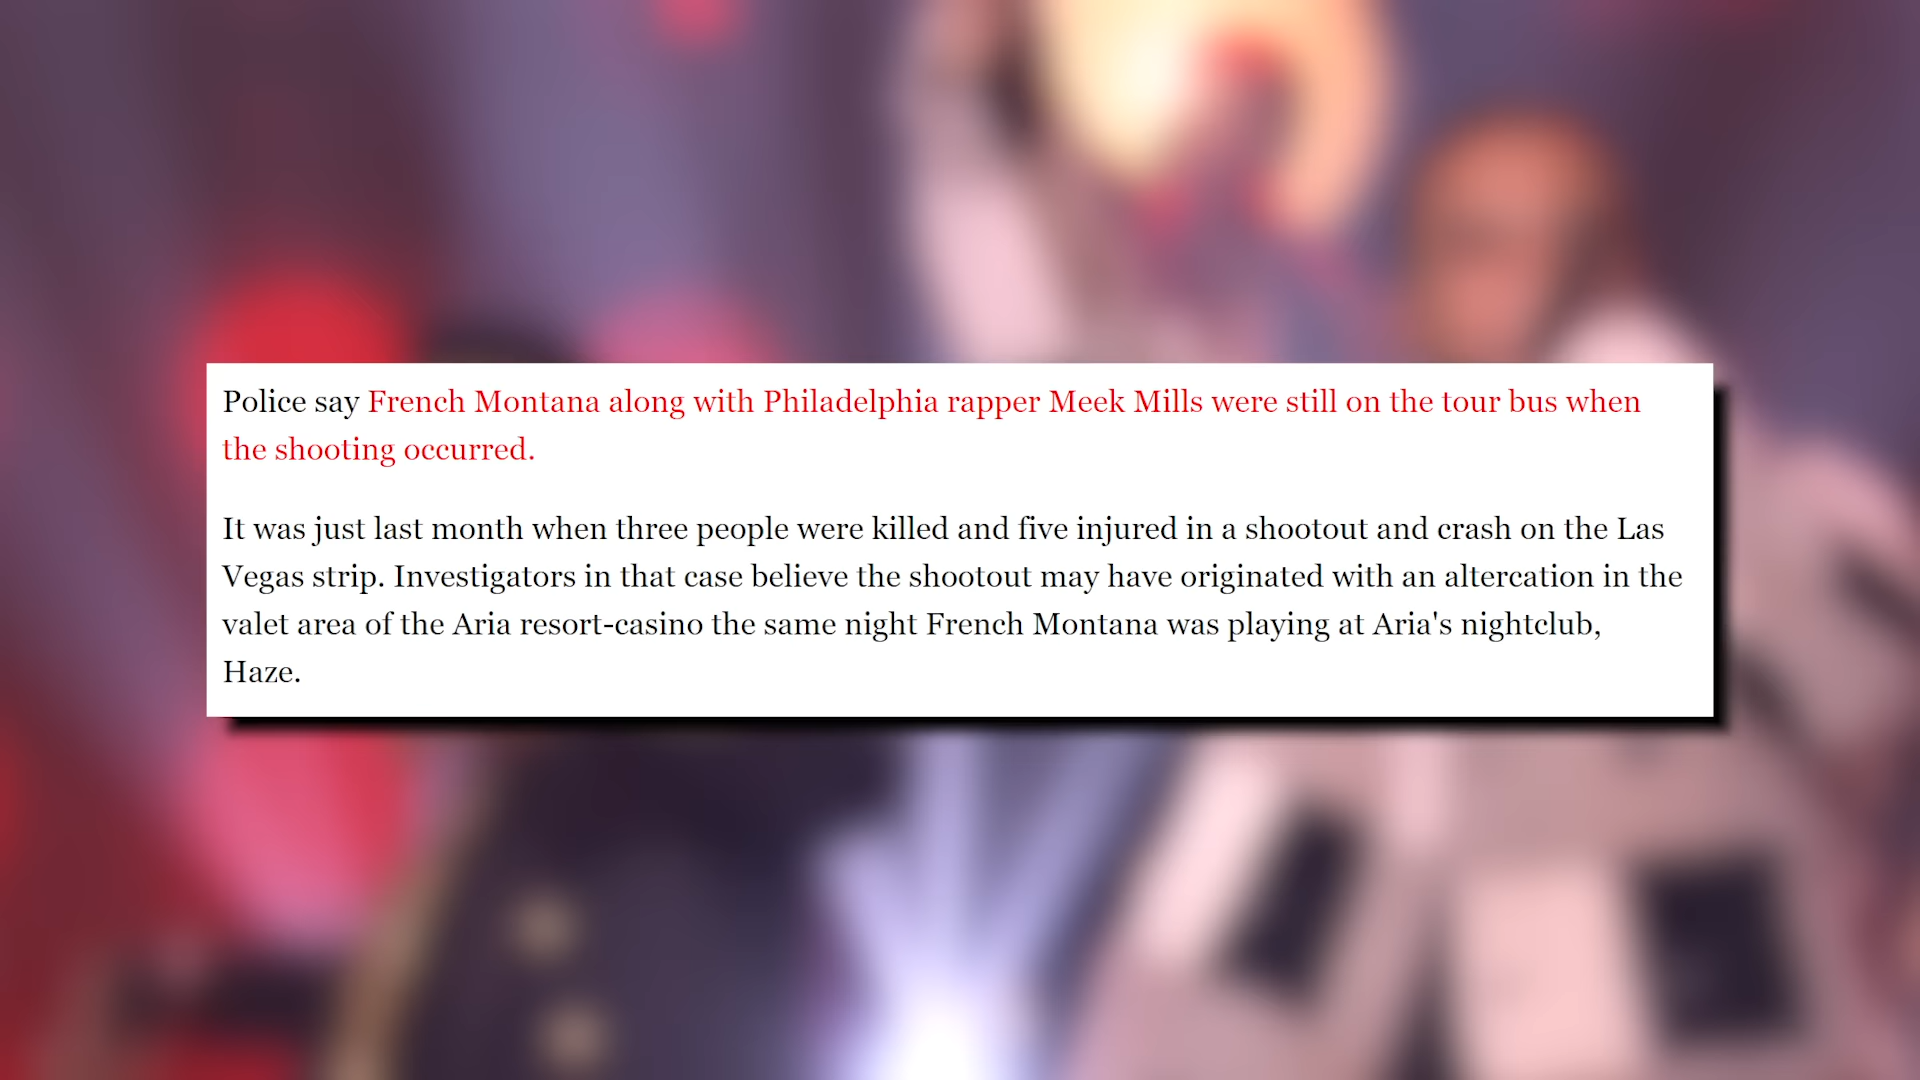 Police say French Montana along with Philadelphia rapper Meek Mills were still on the tour bus when
the shooting occurred.
It was just last month when three people were killed and five injured in a shootout and crash on the Las
Vegas strip. Investigators in that case believe the shootout may have originated with an altercation in the
valet area of the Aria resort-casino the same night French Montana was playing at Aria's nightclub,
Haze.